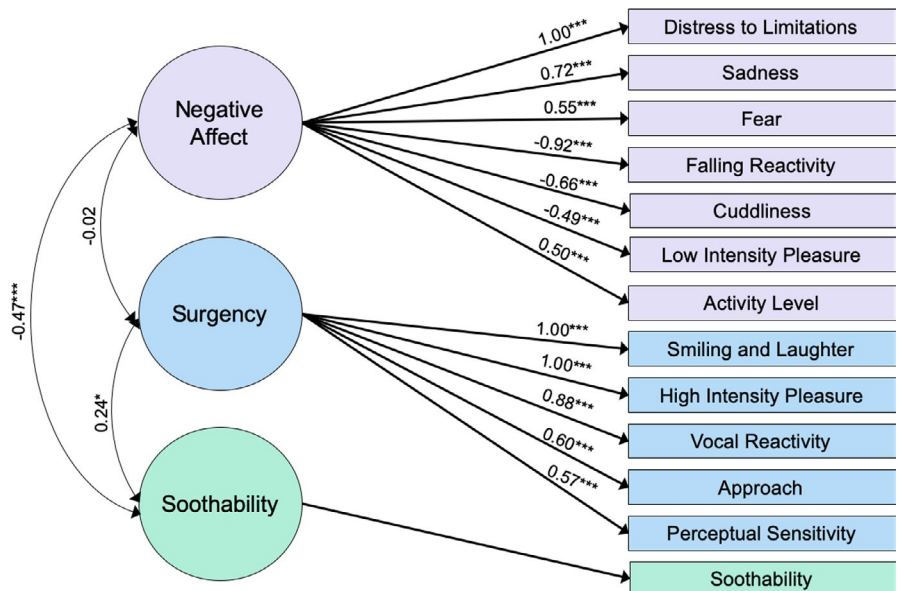 Distress to Limitations
1.00***
Sadness
0.72***
Negative
Affect
0.55***
Fear
-0.92***
Falling Reactivity
-0.66***
Cuddliness
-0.49***
Low Intensity Pleasure
0.50***
Activity Level
-0.02
-0.47***
Surgency
1.00***
Smiling and Laughter
1.00***
High Intensity Pleasure
0.88***
Vocal Reactivity
0.60***
Approach
0.57***
Perceptual Sensitivity
0.24*
Soothability
Soothability